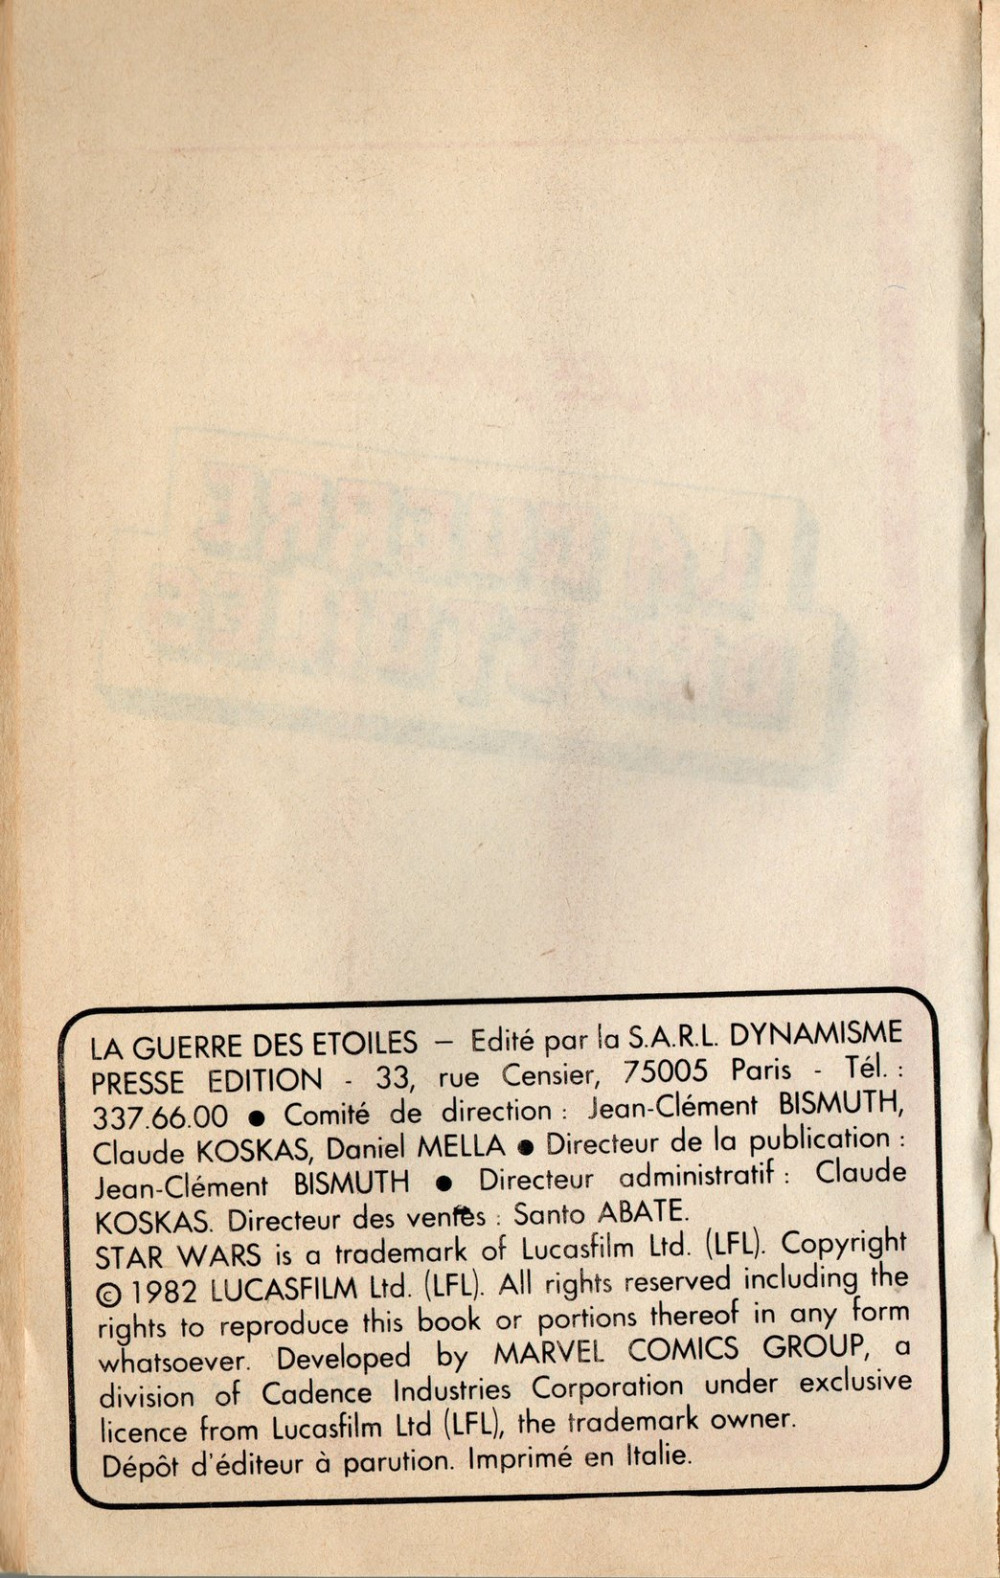 LA GUERRE DES ETOILES – Edité par la S.A.R.L. DYNAMISME
PRESSE EDITION - 33, rue Censier, 75005 Paris - Tél. :
337.66.00 ● Comité de direction : Jean-Clément BISMUTH,
Claude KOSKAS, Daniel MELLA ● Directeur de la publication :
Jean-Clément BISMUTH ● Directeur administratif : Claude
KOSKAS. Directeur des ventes : Santo ABATE.
STAR WARS is a trademark of Lucasfilm Ltd. (LFL). Copyright
© 1982 LUCASFILM Ltd. (LFL). All rights reserved including the
rights to reproduce this book or portions thereof in any form
whatsoever. Developed by MARVEL COMICS GROUP, a
division of Cadence Industries Corporation under exclusive
licence from Lucasfilm Ltd (LFL), the trademark owner.
Dépôt d'éditeur à parution. Imprimé en Italie.